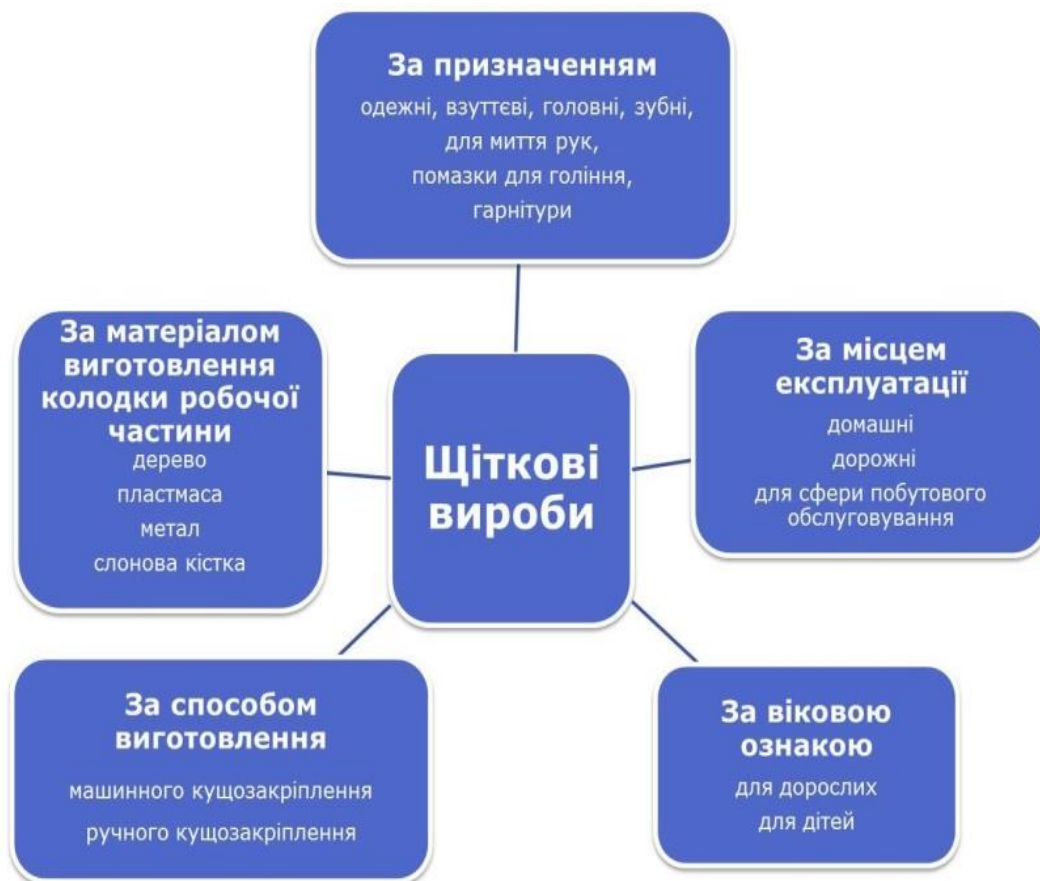 За призначенням
одежні, взуттєві, головні, зубні,
для миття рук,
помазки для гоління,
гарнітури
За матеріалом
виготовлення
колодки робочої
частини
дерево
пластмаса
метал
слонова кістка
Щіткові
вироби
За місцем
експлуатації
домашні
дорожні
для сфери побутового
обслуговування
За способом
виготовлення
машинного кущозакріплення
ручного кущозакріплення
За віковою
ознакою
для дорослих
для дітей